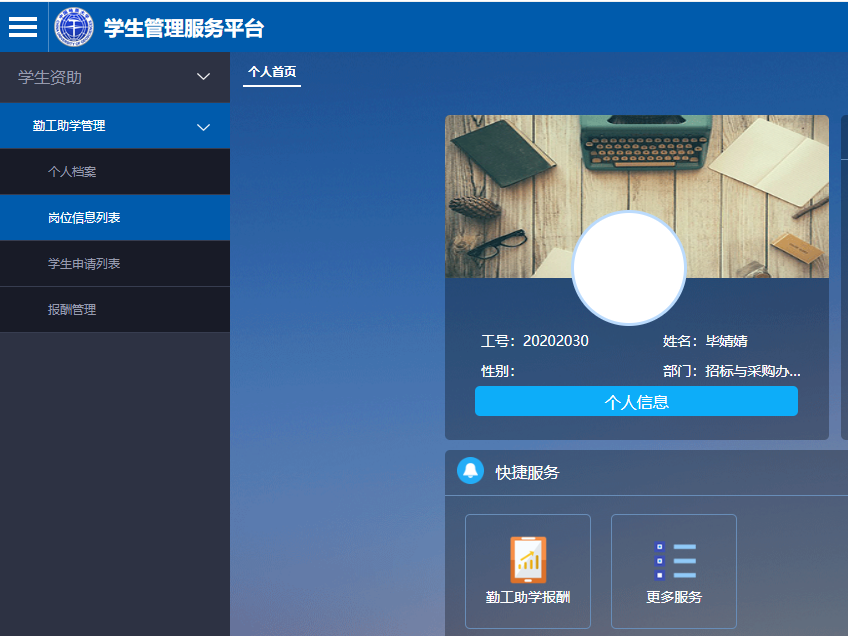 学生管理服务平台
学生资助
勤工助学管理
个人档案
岗位信息列表
学生申请列表
报酬管理
个人首页
工号：20202030
姓名：毕婧婧
性别：
部门：招标与采购办...
个人信息
快捷服务
勤工助学报酬
更多服务